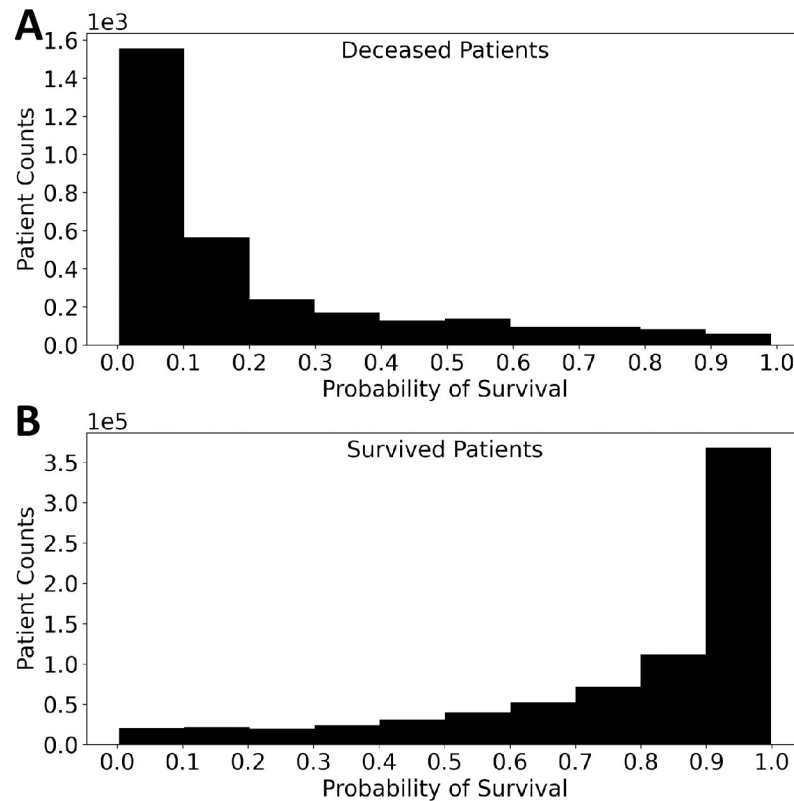 A
1e3
Deceased Patients
Patient Counts
1.6
1.4
1.2
1.0
0.8
0.6
0.4
0.2
0.0
0.0 0.1 0.2 0.3 0.4 0.5 0.6 0.7 0.8 0.9 1.0
Probability of Survival
B
1e5
Survived Patients
Patient Counts
3.5
3.0
2.5
2.0
1.5
1.0
0.5
0.0
0.0 0.1 0.2 0.3 0.4 0.5 0.6 0.7 0.8 0.9 1.0
Probability of Survival